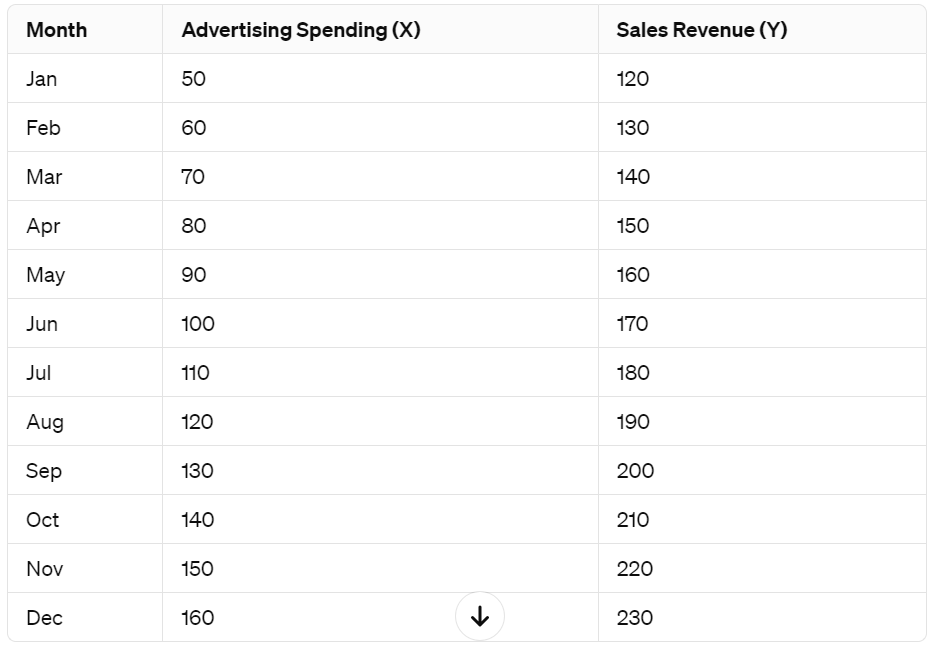 Month Advertising Spending (X) Sales Revenue (Y)
Jan 50 120
Feb 60 130
Mar 70 140
Apr 80 150
May 90 160
Jun 100 170
Jul 110 180
Aug 120 190
Sep 130 200
Oct 140 210
Nov 150 220
Dec 160 230